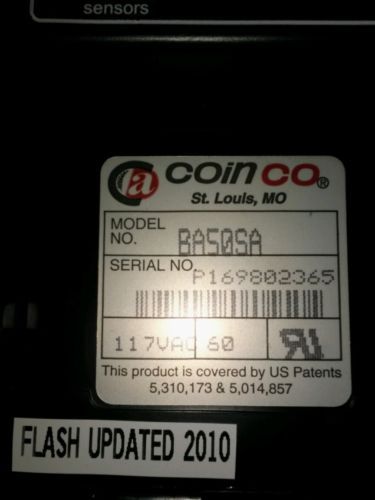 sensors
COINCO®
St. Louis, MO
MODEL NO. BA50SA
SERIAL NO. P169802365
117VAC 60
This product is covered by US Patents
5,310,173 & 5,014,857
FLASH UPDATED 2010